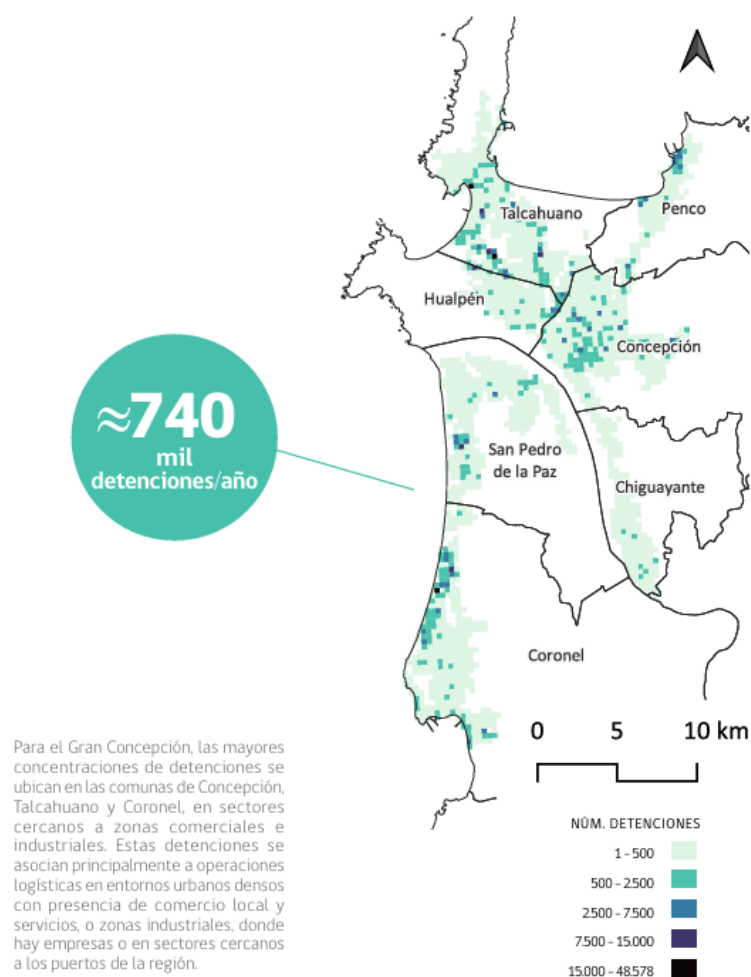 Talcahuano
Penco
Hualpén
Concepción
≈740
mil
detenciones/año
San Pedro
de la Paz
Chiguayante
Coronel
0 5 10 km
Para el Gran Concepción, las mayores
concentraciones de detenciones se
ubican en las comunas de Concepción,
Talcahuano y Coronel, en sectores
cercanos a zonas comerciales e
industriales. Estas detenciones se
asocian principalmente a operaciones
logísticas en entornos urbanos densos
con presencia de comercio local y
servicios, o zonas industriales, donde
hay empresas o en sectores cercanos
a los puertos de la región.
NÚM. DETENCIONES
1 - 500
500 - 2500
2500 - 7.500
7.500 - 15.000
15.000 - 48.578